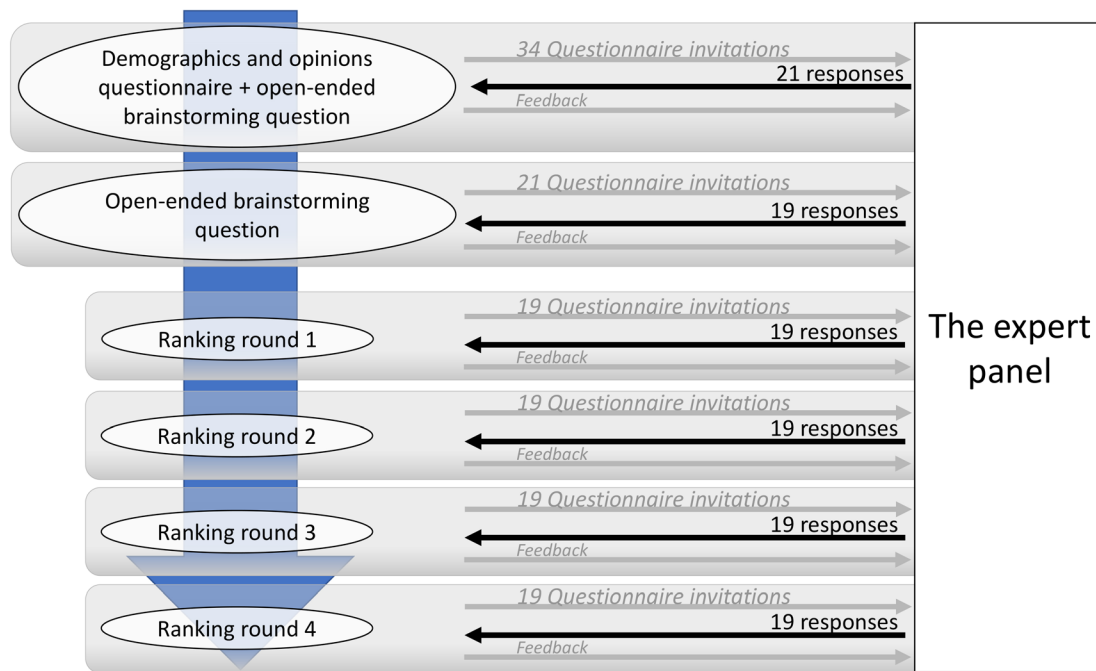 Demographics and opinions
questionnaire + open-ended
brainstorming question
34 Questionnaire invitations
21 responses
Feedback
Open-ended brainstorming
question
21 Questionnaire invitations
19 responses
Feedback
Ranking round 1
19 Questionnaire invitations
19 responses
Feedback
Ranking round 2
19 Questionnaire invitations
19 responses
Feedback
Ranking round 3
19 Questionnaire invitations
19 responses
Feedback
Ranking round 4
19 Questionnaire invitations
19 responses
Feedback
The expert
panel